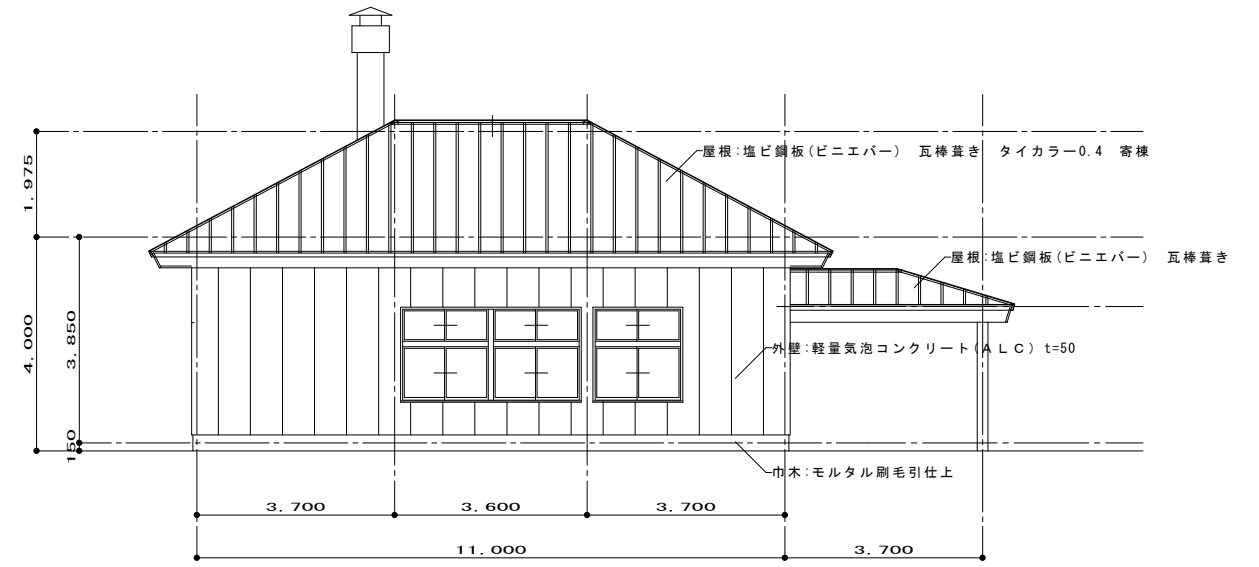 屋根:塩ビ鋼板(ビニエバー) 瓦棒葺き タイカラー0.4 寄棟
1.975
屋根:塩ビ鋼板(ビニエバー) 瓦棒葺き
4.000
3.850
外壁:軽量気泡コンクリート(ALC) t=50
150
巾木:モルタル刷毛引仕上
3.700
3.600
3.700
11.000
3.700